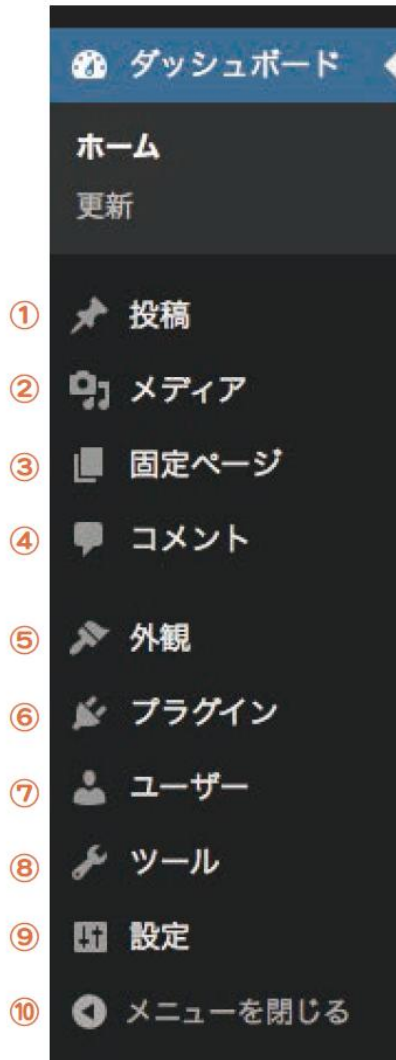 ダッシュボード
ホーム
更新
① 投稿
② メディア
③ 固定ページ
④ コメント
⑤ 外観
⑥ プラグイン
⑦ ユーザー
⑧ ツール
⑨ 設定
⑩ メニューを閉じる